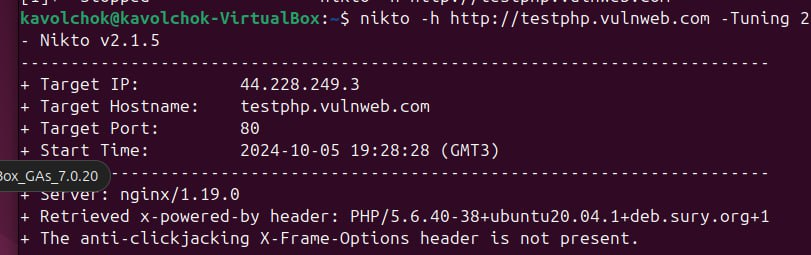 kavolchok@kavolchok-VirtualBox:~$ nikto -h http://testphp.vulnweb.com -Tuning 2
- Nikto v2.1.5
---------------------------------------------------------------------------
+ Target IP:          44.228.249.3
+ Target Hostname:    testphp.vulnweb.com
+ Target Port:        80
+ Start Time:         2024-10-05 19:28:28 (GMT3)
---------------------------------------------------------------------------
Box_GAs_7.0.20
+ Server: nginx/1.19.0
+ Retrieved x-powered-by header: PHP/5.6.40-38+ubuntu20.04.1+deb.sury.org+1
+ The anti-clickjacking X-Frame-Options header is not present.